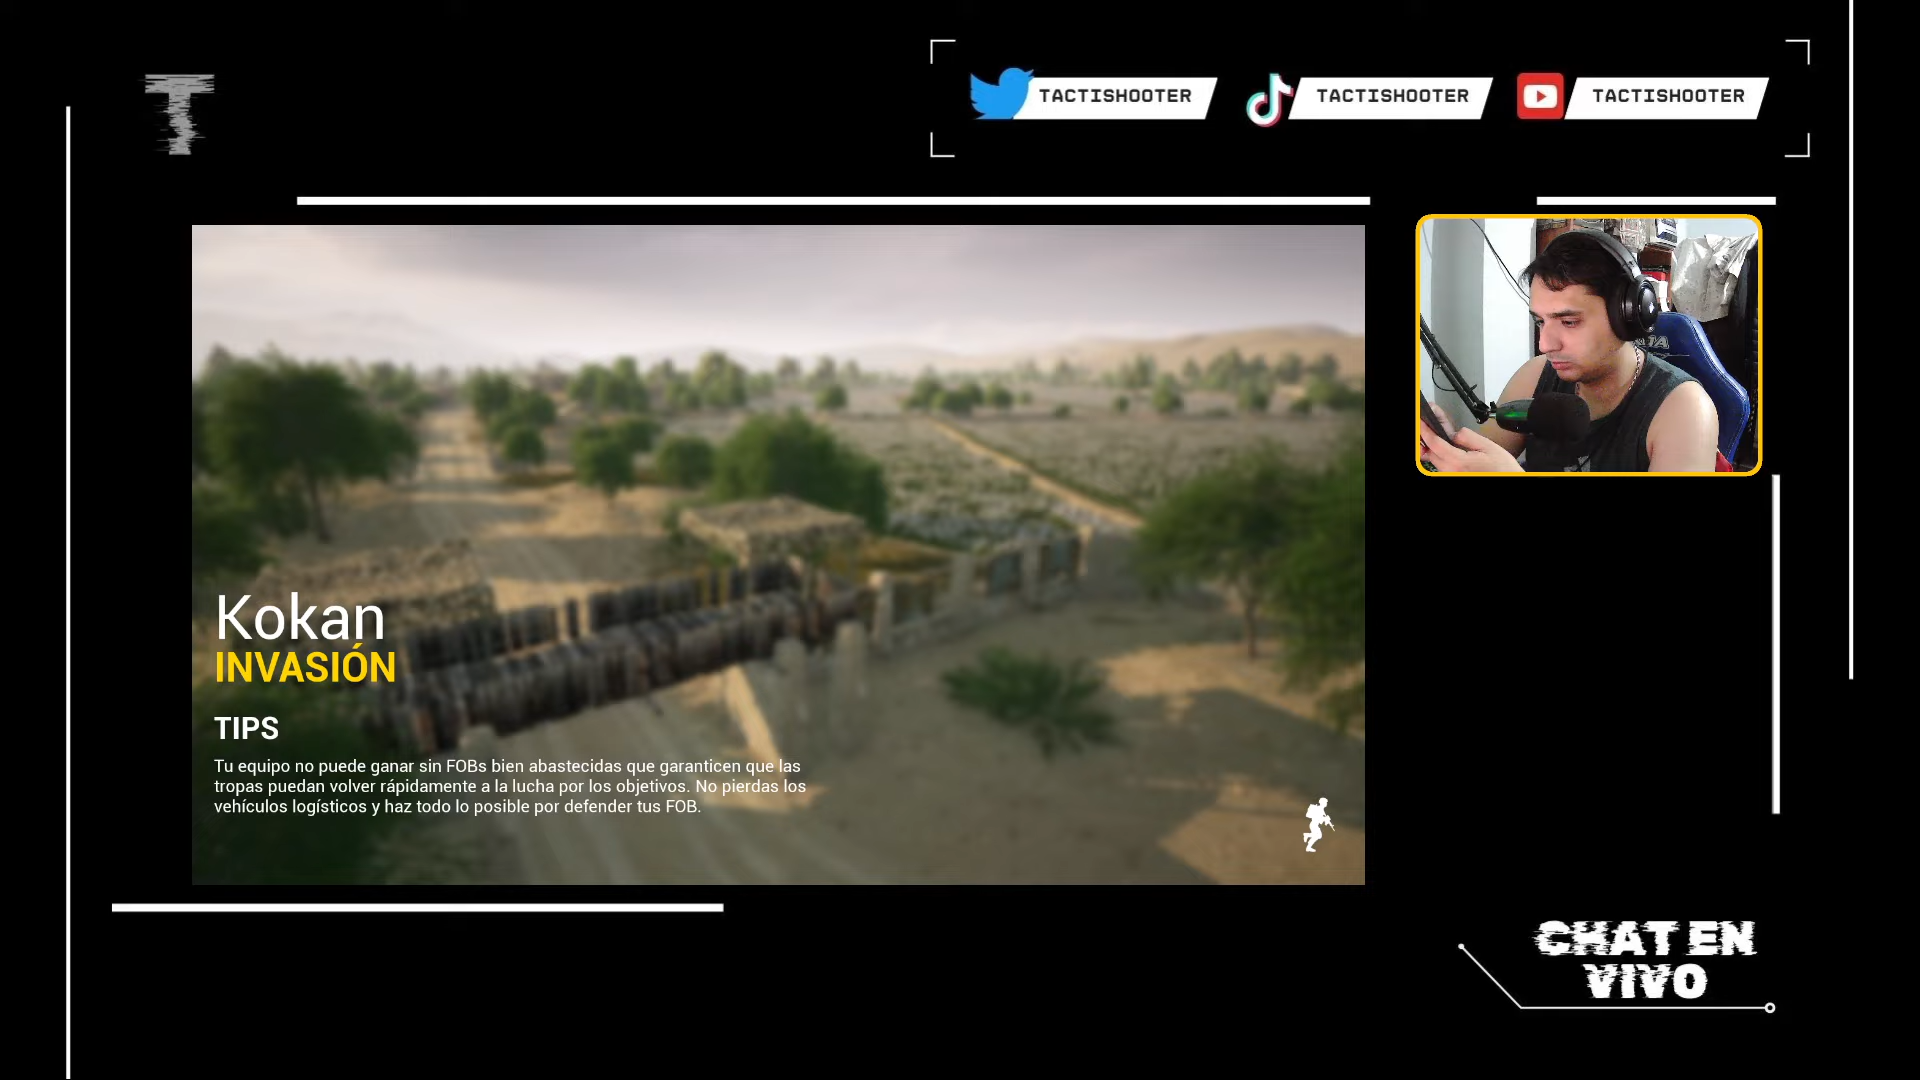 T
TACTISHOOTER
TACTISHOOTER
TACTISHOOTER
Kokan
INVASIÓN
TIPS
Tu equipo no puede ganar sin FOBs bien abastecidas que garanticen que las
tropas puedan volver rápidamente a la lucha por los objetivos. No pierdas los
vehículos logísticos y haz todo lo posible por defender tus FOB.
CHAT EN
VIVO